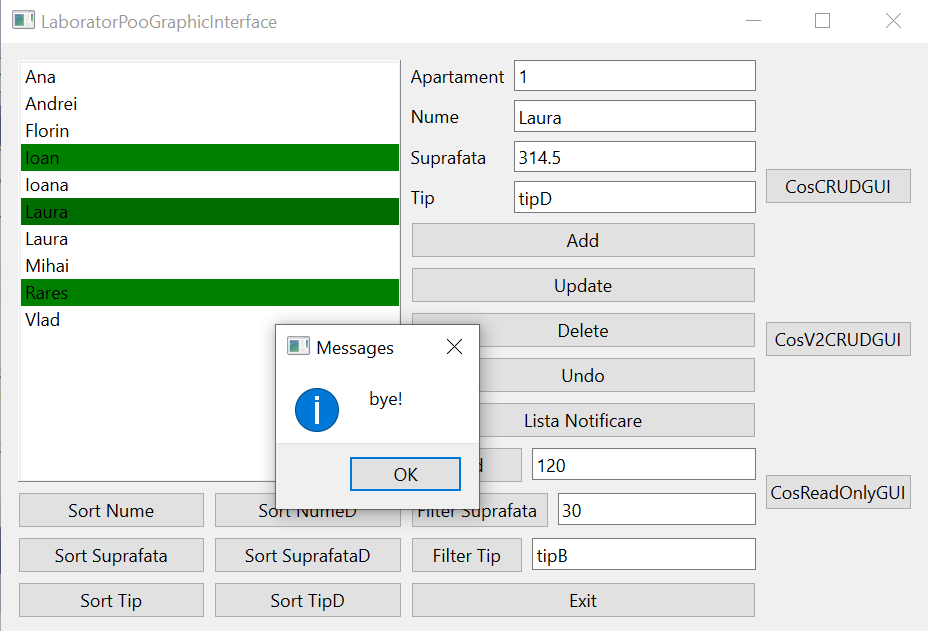 LaboratorPooGraphicInterface
Ana
Andrei
Florin
Ioan
Ioana
Laura
Laura
Mihai
Rares
Vlad
Apartament 1
Nume Laura
Suprafata 314.5
Tip tipD
Add
Update
Delete
Undo
Lista Notificare
120
Filter Suprafata 30
Filter Tip tipB
Exit
Sort Nume Sort NumeD
Sort Suprafata Sort SuprafataD
Sort Tip Sort TipD
CosCRUDGUI
CosV2CRUDGUI
CosReadOnlyGUI
Messages
bye!
OK